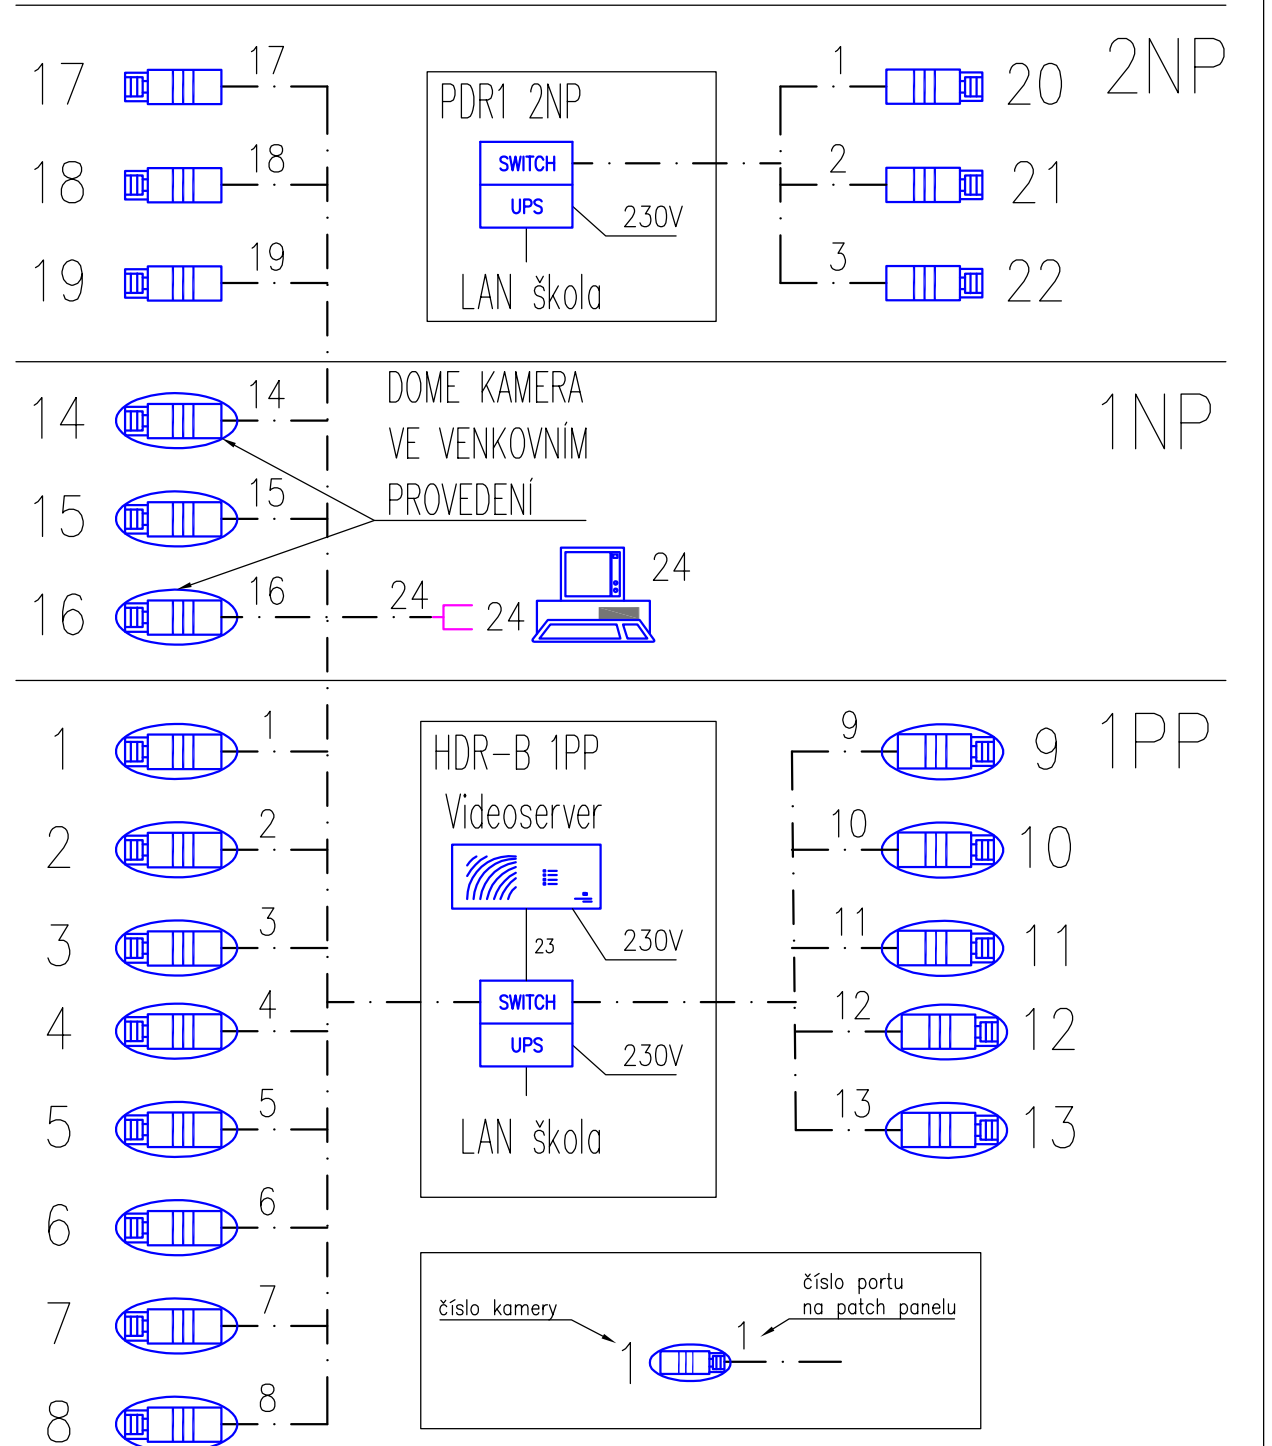 2NP
17 17
18 18
19 19
PDR1 2NP
SWITCH
UPS
230V
LAN škola
1 20
2 21
3 22
1NP
14 14
15 15
16 16
DOME KAMERA
VE VENKOVNÍM
PROVEDENÍ
24 24 24
1PP
1 1
2 2
3 3
4 4
5 5
6 6
7 7
8 8
HDR-B 1PP
Videoserver
23 230V
SWITCH
UPS
230V
LAN škola
9 9
10 10
11 11
12 12
13 13
číslo kamery
číslo portu
na patch panelu
1 1